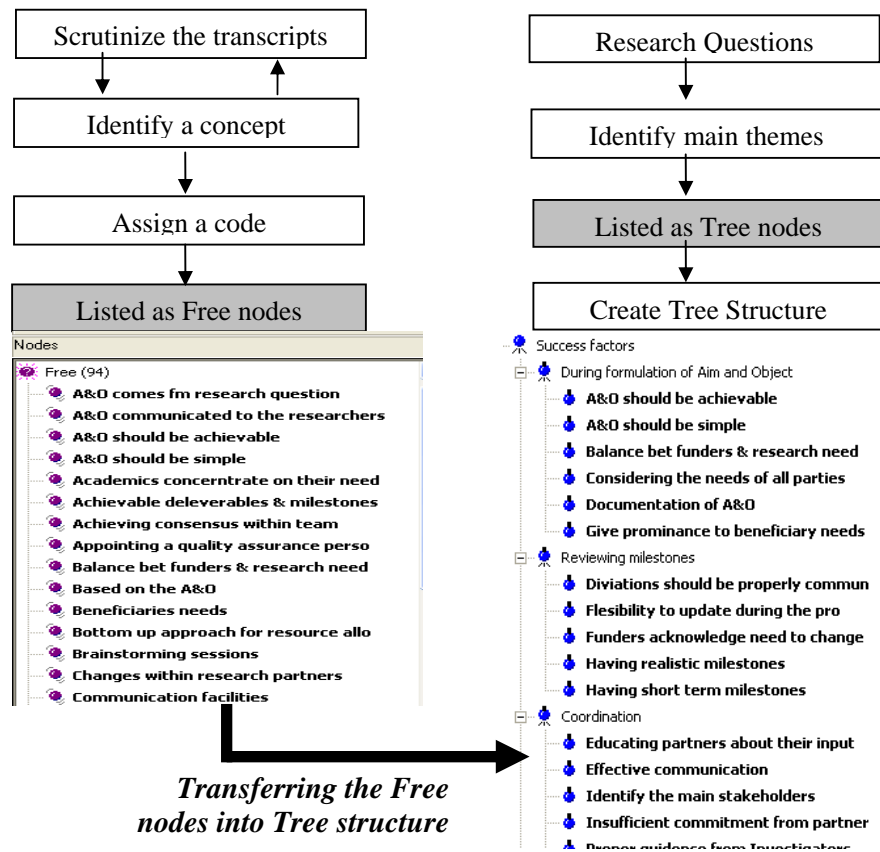 Scrutinize the transcripts
Identify a concept
Assign a code
Listed as Free nodes
Nodes
Free (94)
A&O comes fm research question
A&O communicated to the researchers
A&O should be achievable
A&O should be simple
Academics concerntrate on their need
Achievable deleverables & milestones
Achieving consensus within team
Appointing a quality assurance perso
Balance bet funders & research need
Based on the A&O
Beneficiaries needs
Bottom up approach for resource allo
Brainstorming sessions
Changes within research partners
Communication facilities
Transferring the Free
nodes into Tree structure
Research Questions
Identify main themes
Listed as Tree nodes
Create Tree Structure
Success factors
During formulation of Aim and Object
A&O should be achievable
A&O should be simple
Balance bet funders & research need
Considering the needs of all parties
Documentation of A&O
Give prominance to beneficiary needs
Reviewing milestones
Diviations should be properly commun
Flesibility to update during the pro
Funders acknowledge need to change
Having realistic milestones
Having short term milestones
Coordination
Educating partners about their input
Effective communication
Identify the main stakeholders
Insufficient commitment from partner
Proper guidence from Investigators